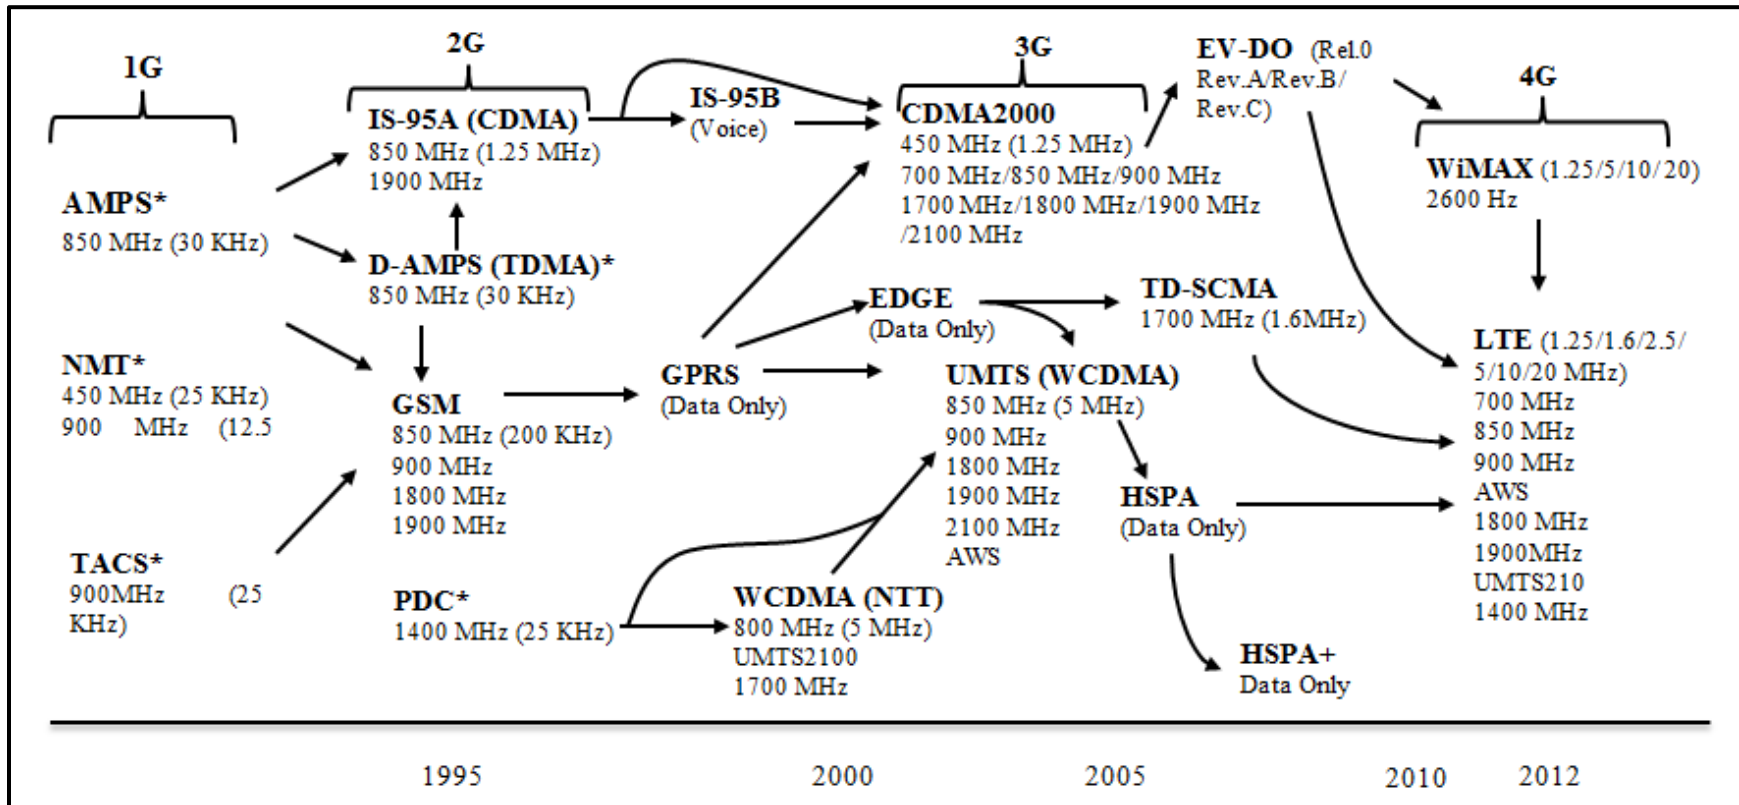 1G
AMPS*
850 MHz (30 KHz)
NMT*
450 MHz (25 KHz)
900 MHz (12.5
TACS*
900MHz (25
KHz)
2G
IS-95A (CDMA)
850 MHz (1.25 MHz)
1900 MHz
D-AMPS (TDMA)*
850 MHz (30 KHz)
GSM
850 MHz (200 KHz)
900 MHz
1800 MHz
1900 MHz
PDC*
1400 MHz (25 KHz)
IS-95B
(Voice)
GPRS
(Data Only)
WCDMA (NTT)
800 MHz (5 MHz)
UMTS2100
1700 MHz
3G
CDMA2000
450 MHz (1.25 MHz)
700 MHz/850 MHz/900 MHz
1700 MHz/1800 MHz/1900 MHz
/2100 MHz
EDGE
(Data Only)
UMTS (WCDMA)
850 MHz (5 MHz)
900 MHz
1800 MHz
1900 MHz
2100 MHz
AWS
EV-DO (Rel.0
Rev.A/Rev.B/
Rev.C)
TD-SCMA
1700 MHz (1.6MHz)
HSPA
(Data Only)
HSPA+
Data Only
4G
WiMAX (1.25/5/10/20)
2600 Hz
LTE (1.25/1.6/2.5/
5/10/20 MHz)
700 MHz
850 MHz
900 MHz
AWS
1800 MHz
1900MHz
UMTS210
1400 MHz
1995
2000
2005
2010
2012